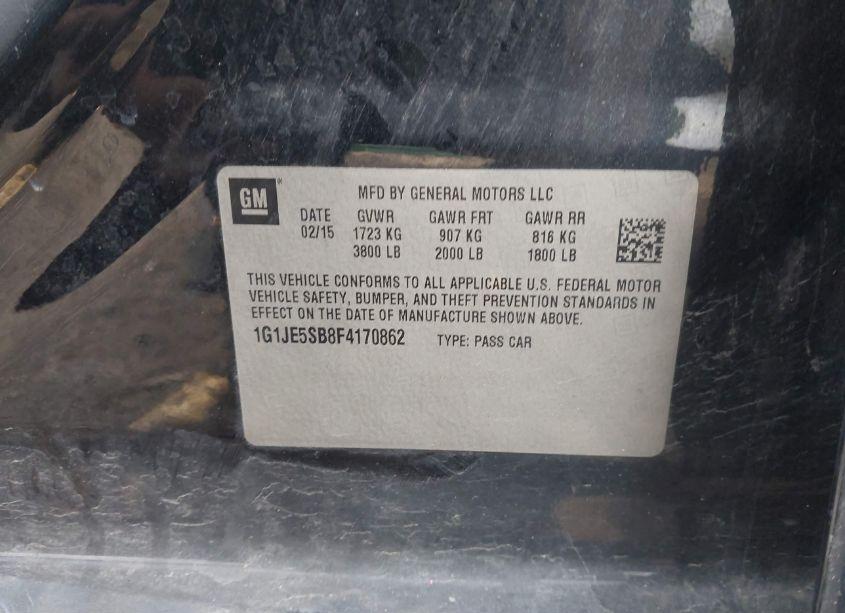 GM® MFD BY GENERAL MOTORS LLC
DATE GVWR GAWR FRT GAWR RR
02/15 1723 KG 907 KG 816 KG
3800 LB 2000 LB 1800 LB
THIS VEHICLE CONFORMS TO ALL APPLICABLE U.S. FEDERAL MOTOR
VEHICLE SAFETY, BUMPER, AND THEFT PREVENTION STANDARDS IN
EFFECT ON THE DATE OF MANUFACTURE SHOWN ABOVE.
1G1JE5SB8F4170862 TYPE: PASS CAR